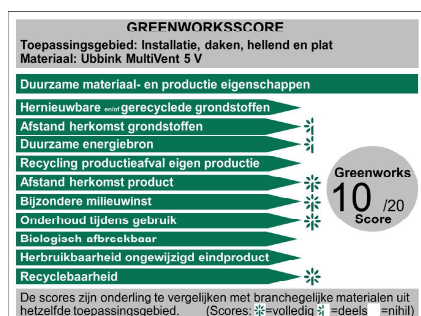 GREENWORKSSCORE
Toepassingsgebied: Installatie, daken, hellend en plat
Materiaal: Ubbink MultiVent 5 V
Duurzame materiaal- en productie eigenschappen
Hernieuwbare en/of gerecyclede grondstoffen
Afstand herkomst grondstoffen
Duurzame energiebron
Recycling productieafval eigen productie
Afstand herkomst product
Bijzondere milieuwinst
Onderhoud tijdens gebruik
Biologisch afbreekbaar
Herbruikbaarheid ongewijzigd eindproduct
Recyclebaarheid
Greenworks
10 /20
Score
De scores zijn onderling te vergelijken met branchegelijke materialen uit
hetzelfde toepassingsgebied. (Scores: =volledig =deels =nihil)